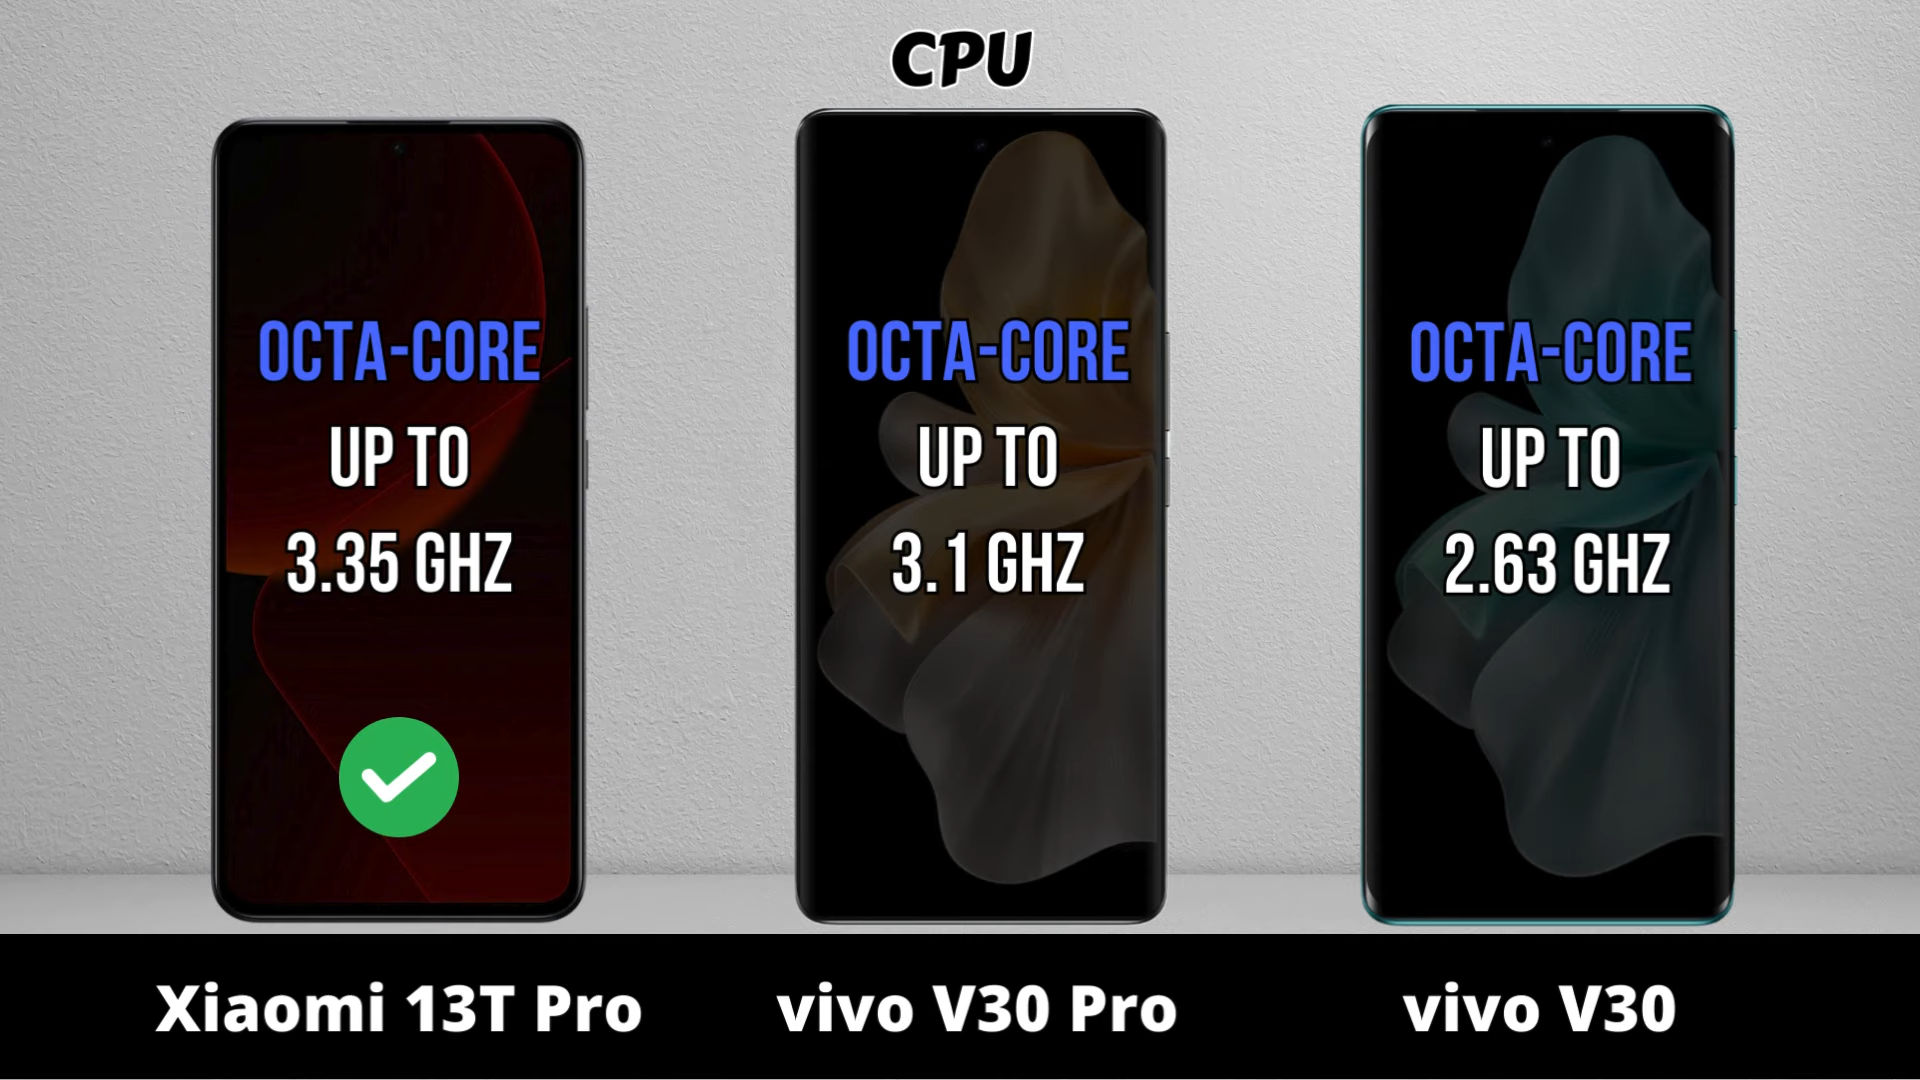 CPU
OCTA-CORE
UP TO
3.35 GHZ
OCTA-CORE
UP TO
3.1 GHZ
OCTA-CORE
UP TO
2.63 GHZ
Xiaomi 13T Pro
vivo V30 Pro
vivo V30